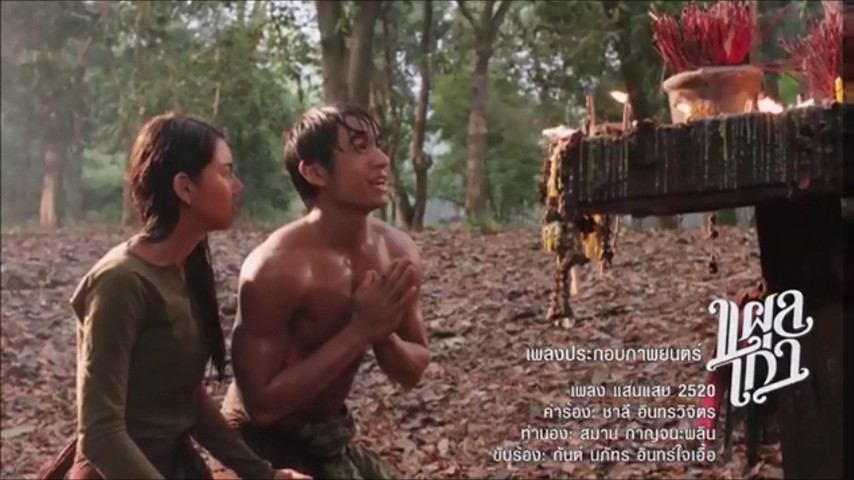 เพลงประกอบภาพยนตร์
แผลเก่า
เพลง แสนแสบ 2520
คำร้อง: ชาลี อินทรวิจิตร
ทำนอง: สมาน กาญจนะผลิน
ขับร้อง: กันต์ นภัทร อินทร์ใจเอื้อ